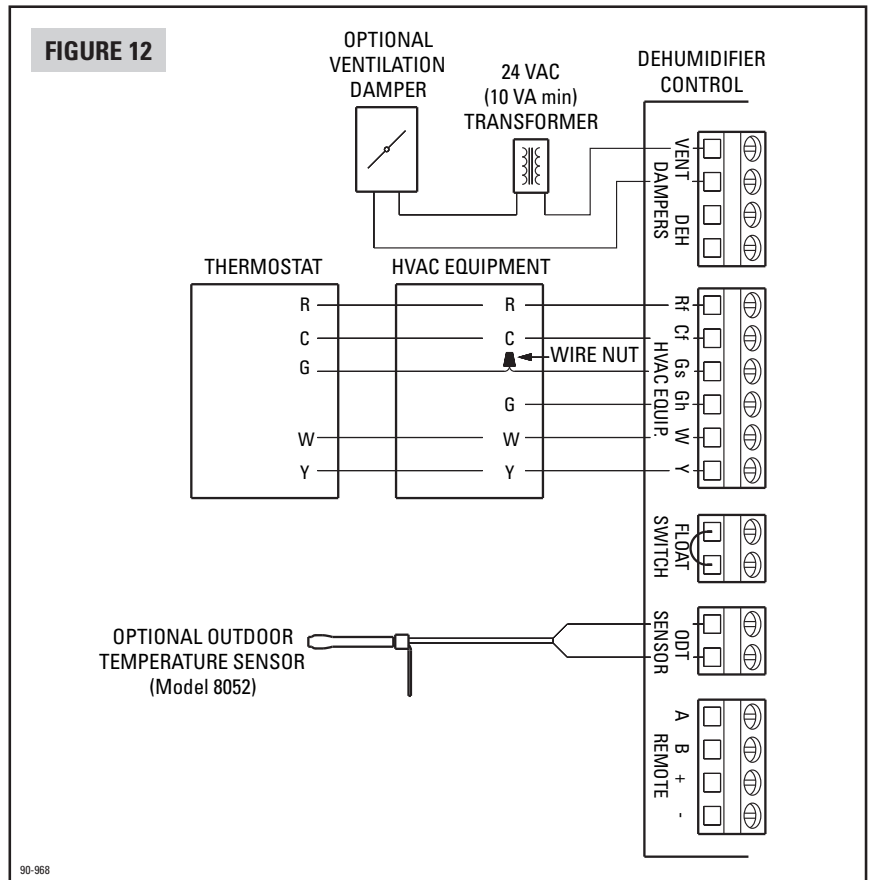 FIGURE 12
OPTIONAL
VENTILATION
DAMPER
24 VAC
(10 VA min)
TRANSFORMER
DEHUMIDIFIER
CONTROL
VENT
DEH
DAMPERS
THERMOSTAT
HVAC EQUIPMENT
R
C
G
W
Y
R
C
WIRE NUT
G
W
Y
Rf
Cf
Gs
Gh
W
Y
HVAC EQUIP.
FLOAT
SWITCH
OPTIONAL OUTDOOR
TEMPERATURE SENSOR
(Model 8052)
ODT
SENSOR
A
B
+
-
REMOTE
90-968